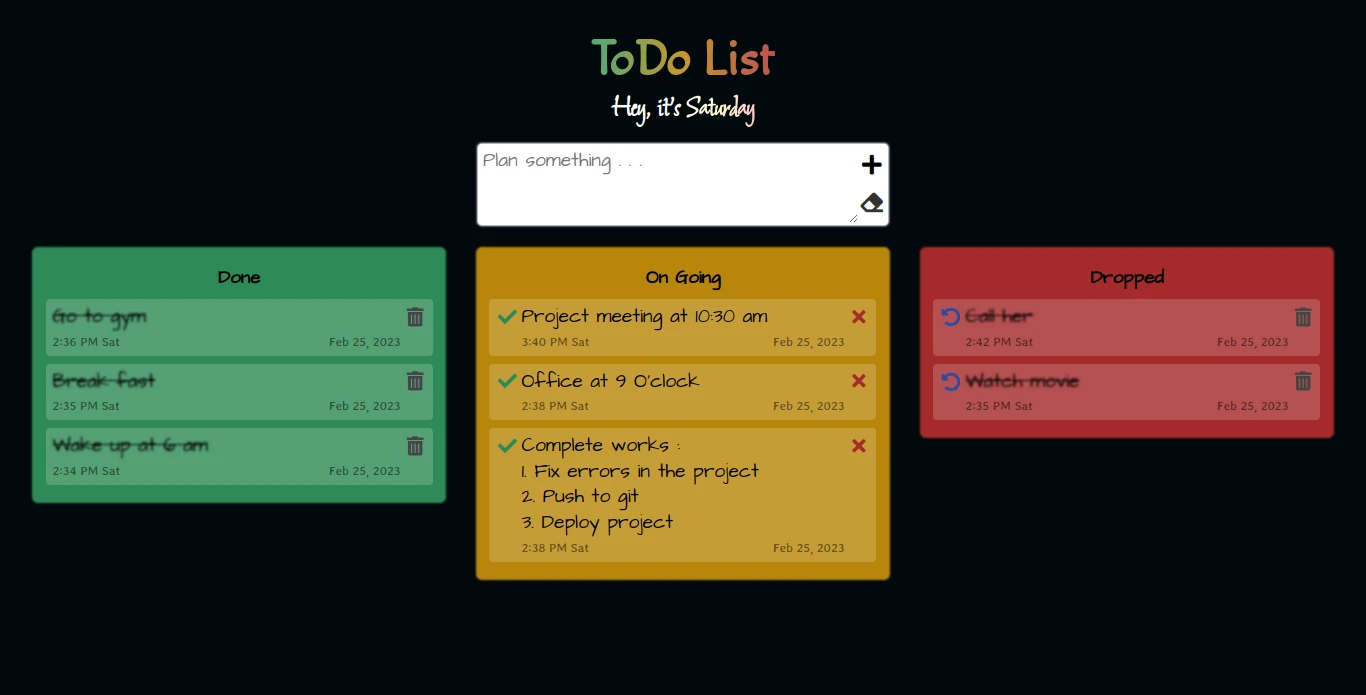 ToDo List
Hey, it's Saturday
Plan something . . .
Done
Go to gym
2:36 PM Sat Feb 25, 2023
Break fast
2:35 PM Sat Feb 25, 2023
Wake up at 6 am
2:34 PM Sat Feb 25, 2023
On Going
Project meeting at 10:30 am
3:40 PM Sat Feb 25, 2023
Office at 9 O'clock
2:38 PM Sat Feb 25, 2023
Complete works :
1. Fix errors in the project
2. Push to git
3. Deploy project
2:38 PM Sat Feb 25, 2023
Dropped
Call her
2:42 PM Sat Feb 25, 2023
Watch movie
2:35 PM Sat Feb 25, 2023